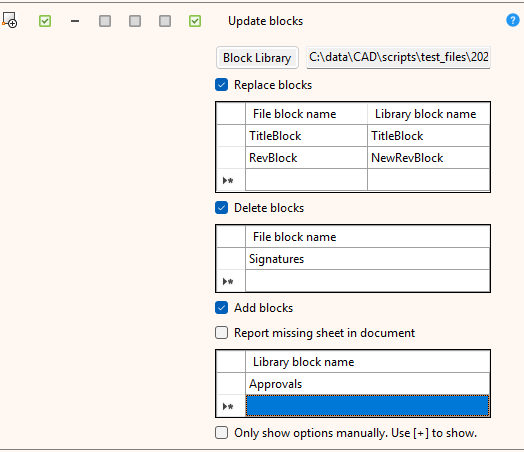 Update blocks
Block Library C:\data\CAD\scripts\test_files\202
Replace blocks
File block name Library block name
TitleBlock TitleBlock
RevBlock NewRevBlock
Delete blocks
File block name
Signatures
Add blocks
Report missing sheet in document
Library block name
Approvals
Only show options manually. Use [+] to show.